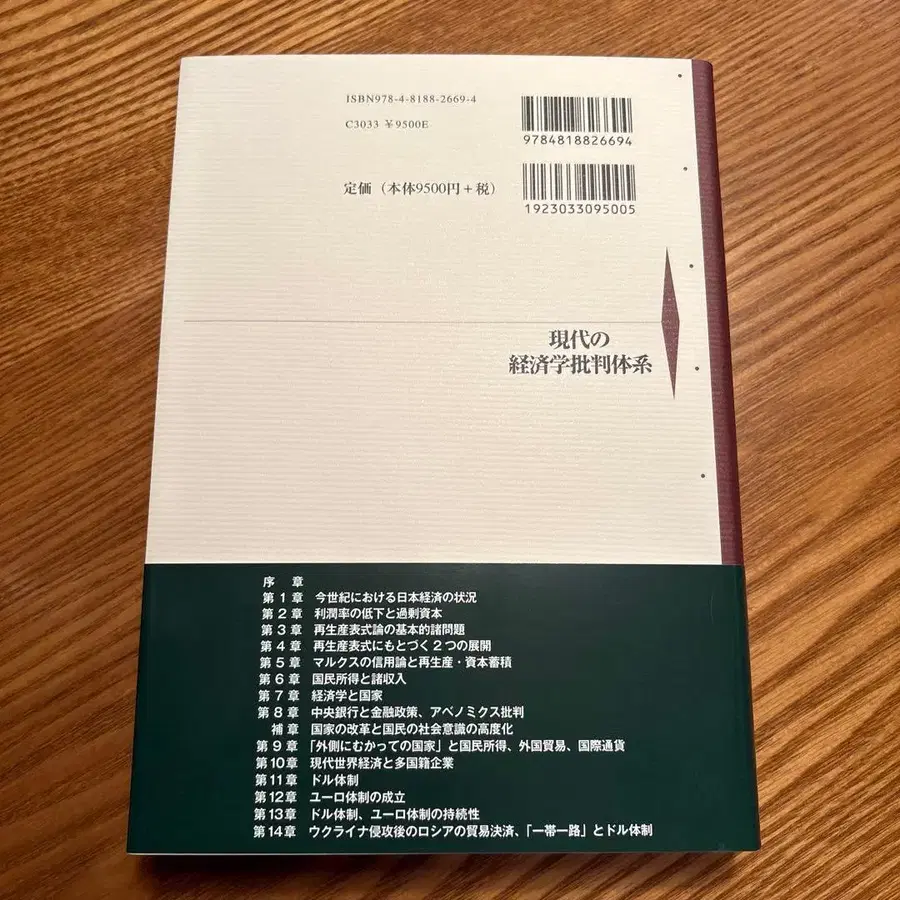 ISBN978-4-8188-2669-4
C3033 ￥9500E
9784818826694
定価（本体9500円＋税）
1923033095005
現代の
経済学批判体系
序　章
第１章　今世紀における日本経済の状況
第２章　利潤率の低下と過剰資本
第３章　再生産表式論の基本的諸問題
第４章　再生産表式にもとづく２つの展開
第５章　マルクスの信用論と再生産・資本蓄積
第６章　国民所得と諸収入
第７章　経済学と国家
第８章　中央銀行と金融政策、アベノミクス批判
補　章　国家の改革と国民の社会意識の高度化
第９章　「外側にむかっての国家」と国民所得、外国貿易、国際通貨
第10章　現代世界経済と多国籍企業
第11章　ドル体制
第12章　ユーロ体制の成立
第13章　ドル体制、ユーロ体制の持続性
第14章　ウクライナ侵攻後のロシアの貿易決済、「一帯一路」とドル体制